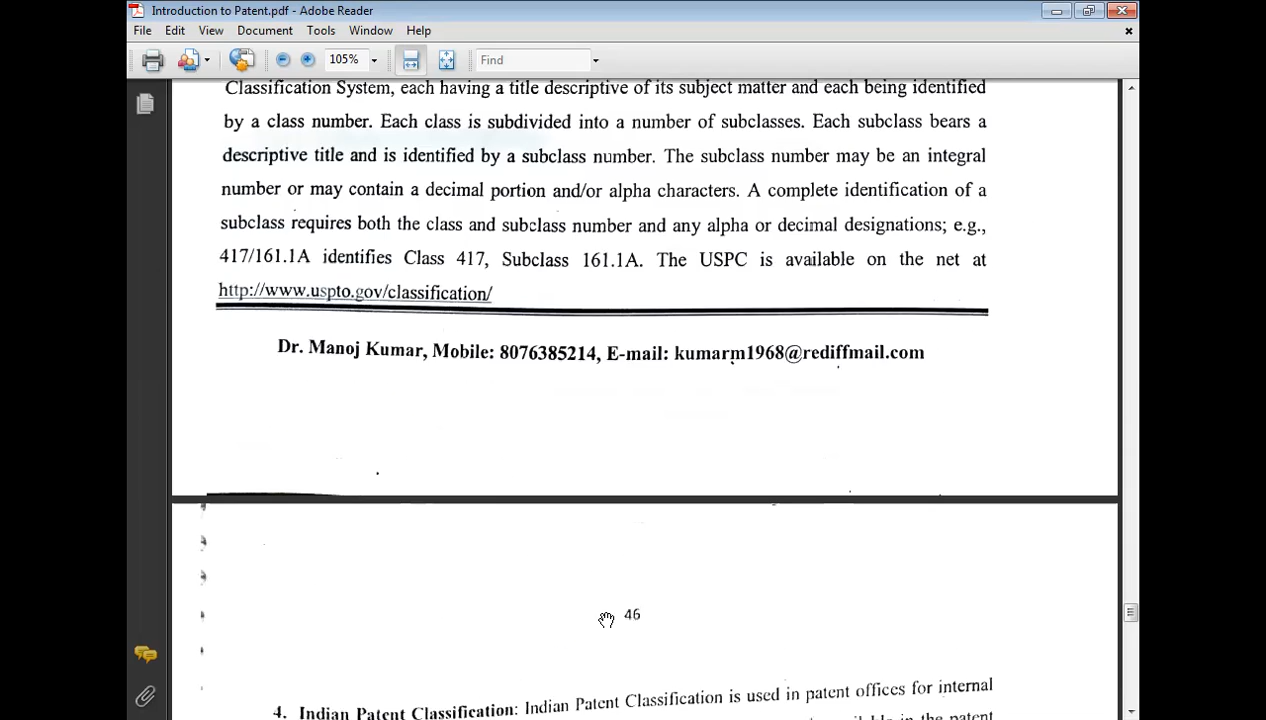 Introduction to Patent.pdf - Adobe Reader
File Edit View Document Tools Window Help
105% Find
Classification System, each having a title descriptive of its subject matter and each being identified
by a class number. Each class is subdivided into a number of subclasses. Each subclass bears a
descriptive title and is identified by a subclass number. The subclass number may be an integral
number or may contain a decimal portion and/or alpha characters. A complete identification of a
subclass requires both the class and subclass number and any alpha or decimal designations; e.g.,
417/161.1A identifies Class 417, Subclass 161.1A. The USPC is available on the net at
http://www.uspto.gov/classification/
Dr. Manoj Kumar, Mobile: 8076385214, E-mail: kumarm1968@rediffmail.com
46
4. Indian Patent Classification: Indian Patent Classification is used in patent offices for internal
available in the patent